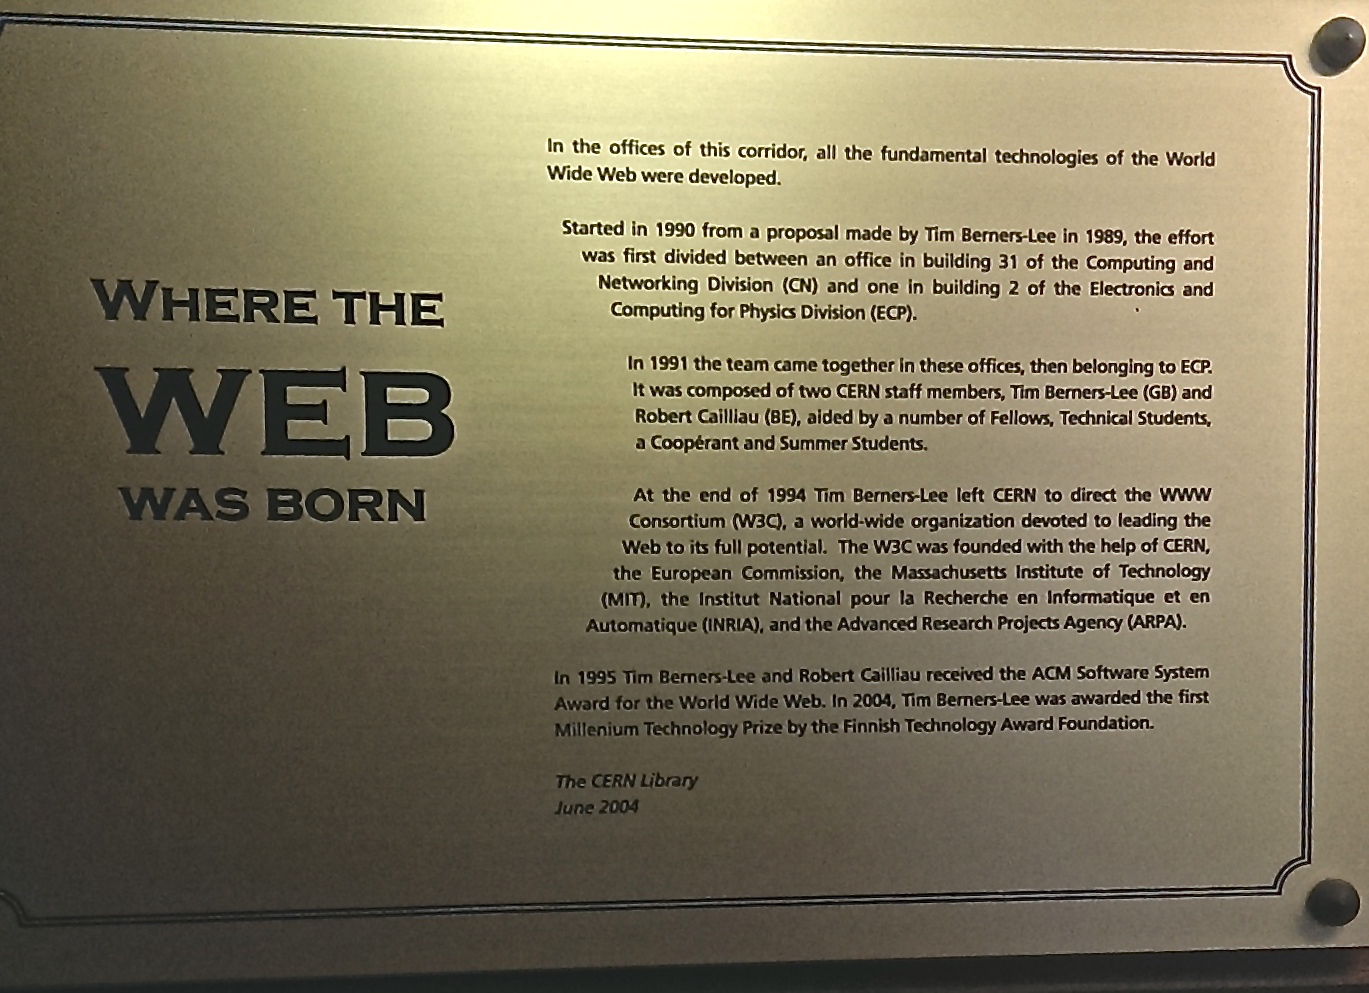 WHERE THE
WEB
WAS BORN
In the offices of this corridor, all the fundamental technologies of the World
Wide Web were developed.
Started in 1990 from a proposal made by Tim Berners-Lee in 1989, the effort
was first divided between an office in building 31 of the Computing and
Networking Division (CN) and one in building 2 of the Electronics and
Computing for Physics Division (ECP).
In 1991 the team came together in these offices, then belonging to ECP.
It was composed of two CERN staff members, Tim Berners-Lee (GB) and
Robert Cailliau (BE), aided by a number of Fellows, Technical Students,
a Coopérant and Summer Students.
At the end of 1994 Tim Berners-Lee left CERN to direct the WWW
Consortium (W3C), a world-wide organization devoted to leading the
Web to its full potential. The W3C was founded with the help of CERN,
the European Commission, the Massachusetts Institute of Technology
(MIT), the Institut National pour la Recherche en Informatique et en
Automatique (INRIA), and the Advanced Research Projects Agency (ARPA).
In 1995 Tim Berners-Lee and Robert Cailliau received the ACM Software System
Award for the World Wide Web. In 2004, Tim Berners-Lee was awarded the first
Millenium Technology Prize by the Finnish Technology Award Foundation.
The CERN Library
June 2004